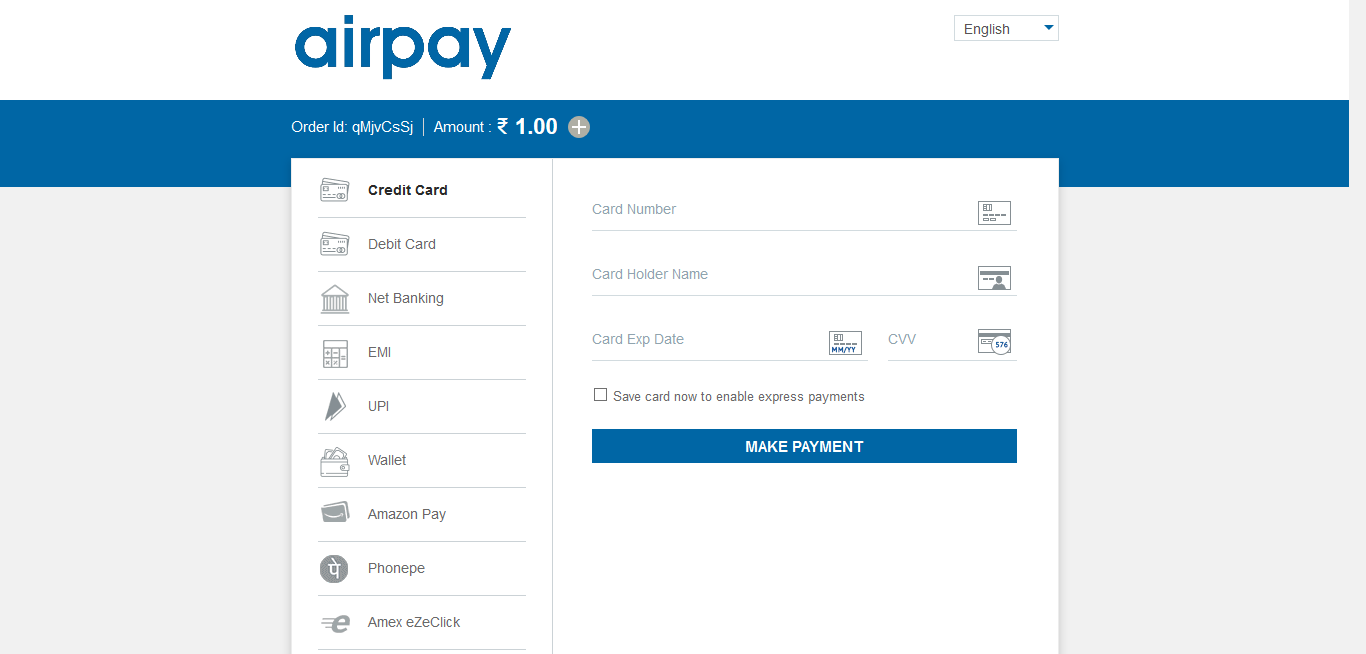 airpay
English
Order Id: qMjvCsSj Amount : ₹ 1.00
Credit Card
Debit Card
Net Banking
EMI
UPI
Wallet
Amazon Pay
पे
Phonepe
Amex eZeClick
Card Number
Card Holder Name
Card Exp Date
MM/YY
CVV
576
Save card now to enable express payments
MAKE PAYMENT